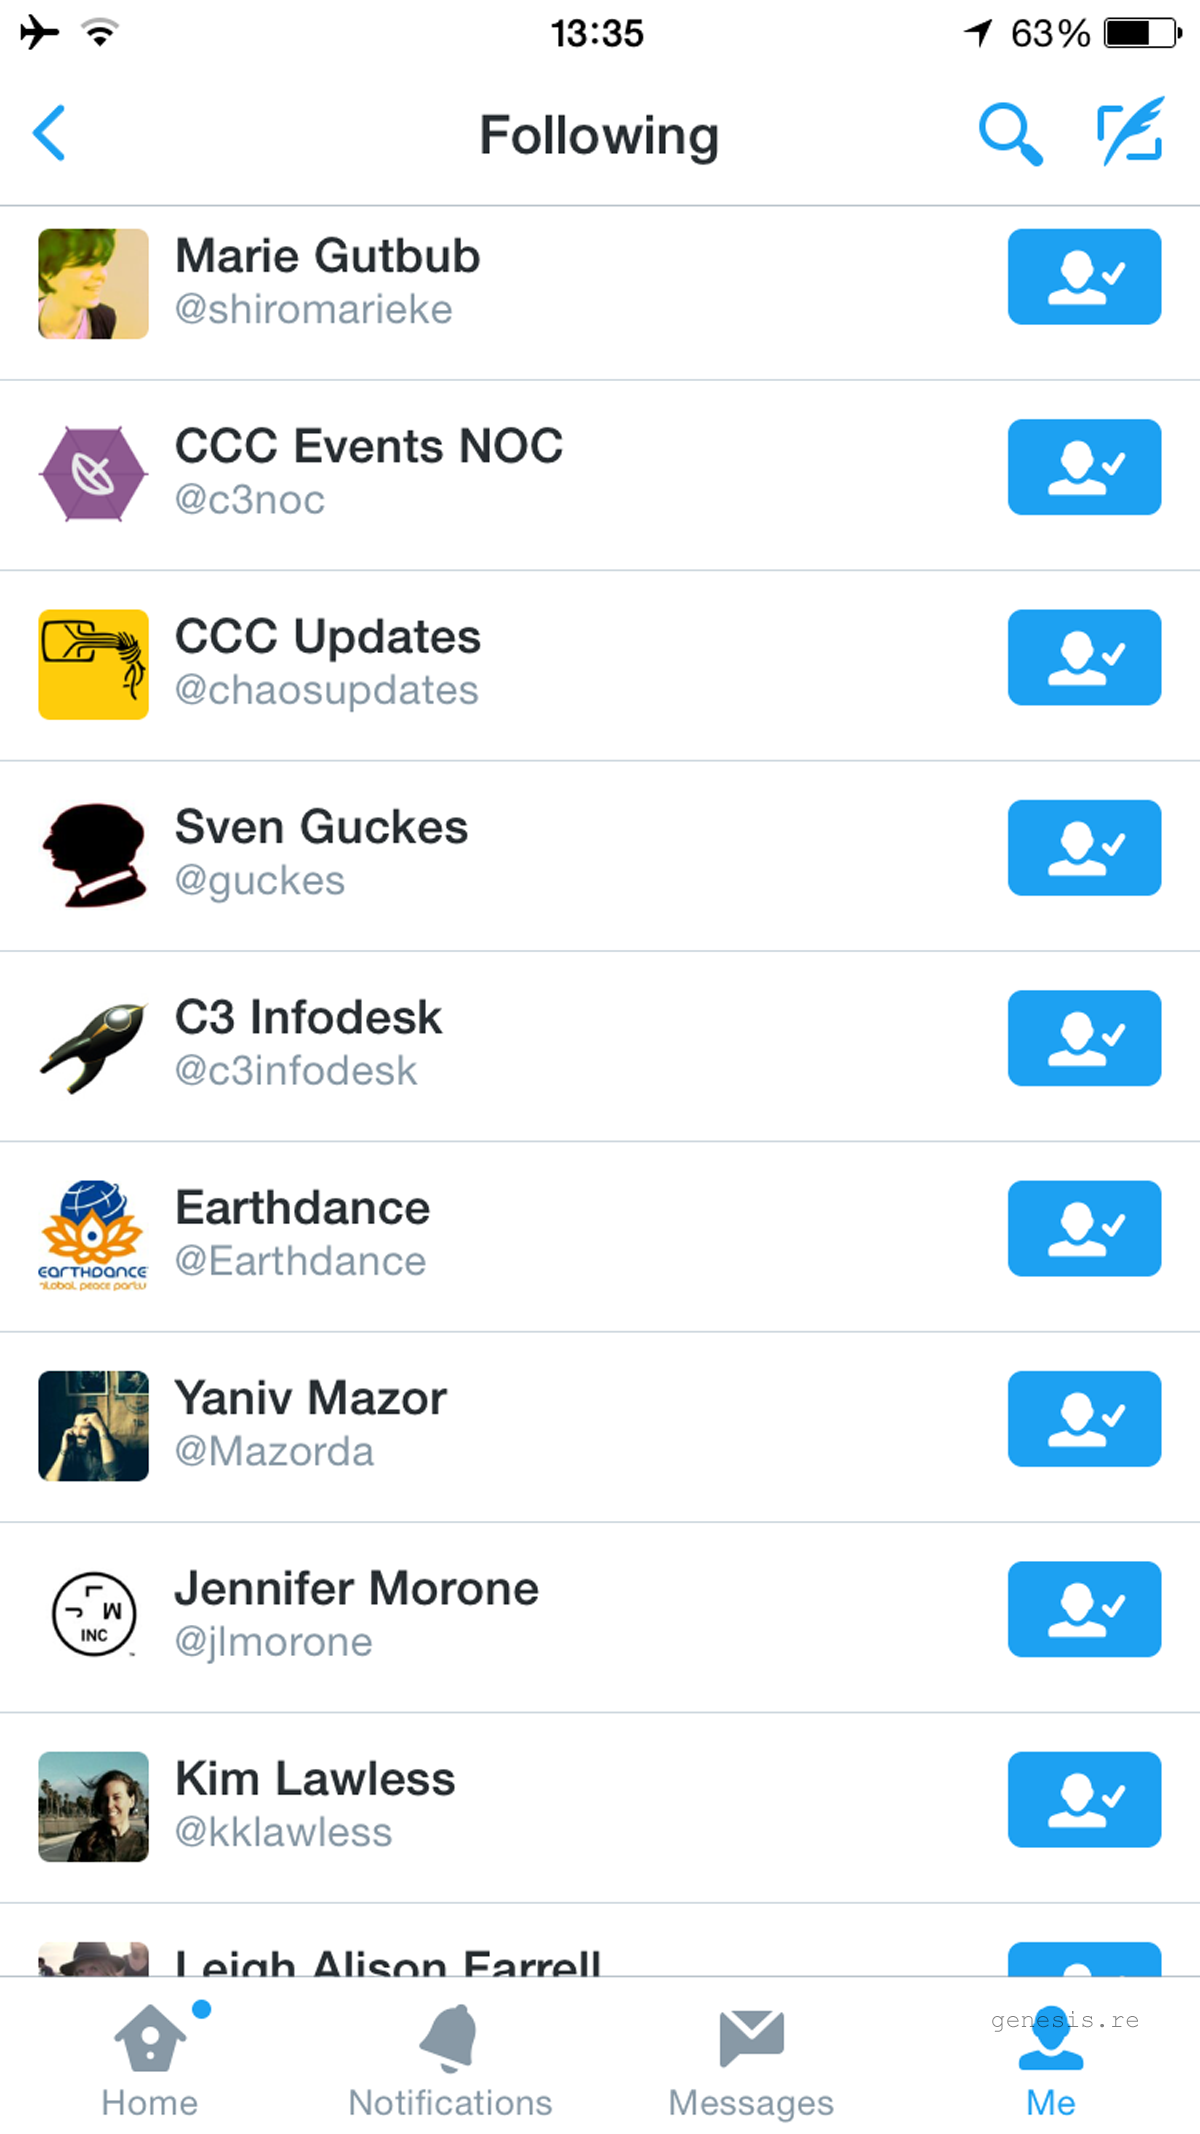 13:35
63%
Following
Marie Gutbub
@shiromarieke
CCC Events NOC
@c3noc
CCC Updates
@chaosupdates
Sven Guckes
@guckes
C3 Infodesk
@c3infodesk
Earthdance
@Earthdance
EARTHDANCE
Global peace party
Yaniv Mazor
@Mazorda
Jennifer Morone
@jlmorone
J L M
INC
Kim Lawless
@kklawless
Leigh Alison Farrell
genesis.re
Home
Notifications
Messages
Me